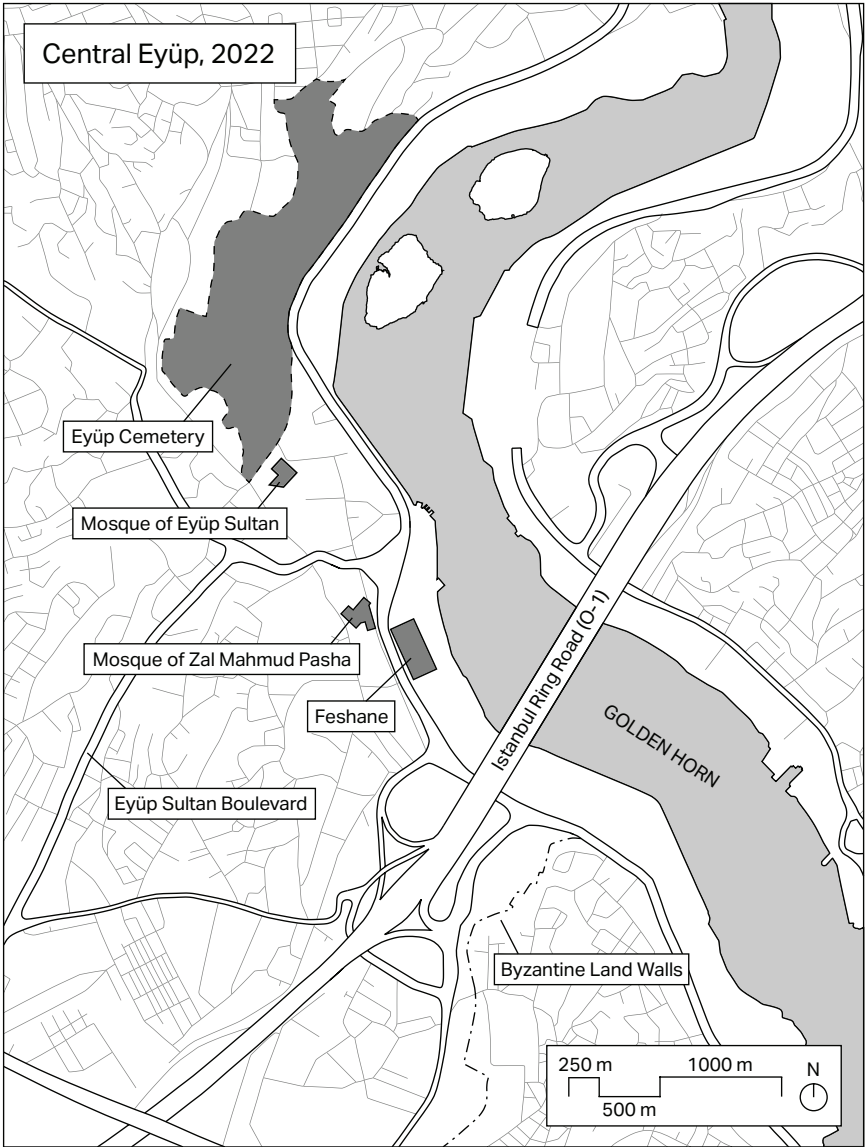 Central Eyüp, 2022
Eyüp Cemetery
Mosque of Eyüp Sultan
Mosque of Zal Mahmud Pasha
Feshane
Istanbul Ring Road (O-1)
GOLDEN HORN
Eyüp Sultan Boulevard
Byzantine Land Walls
250 m
1000 m
N
500 m